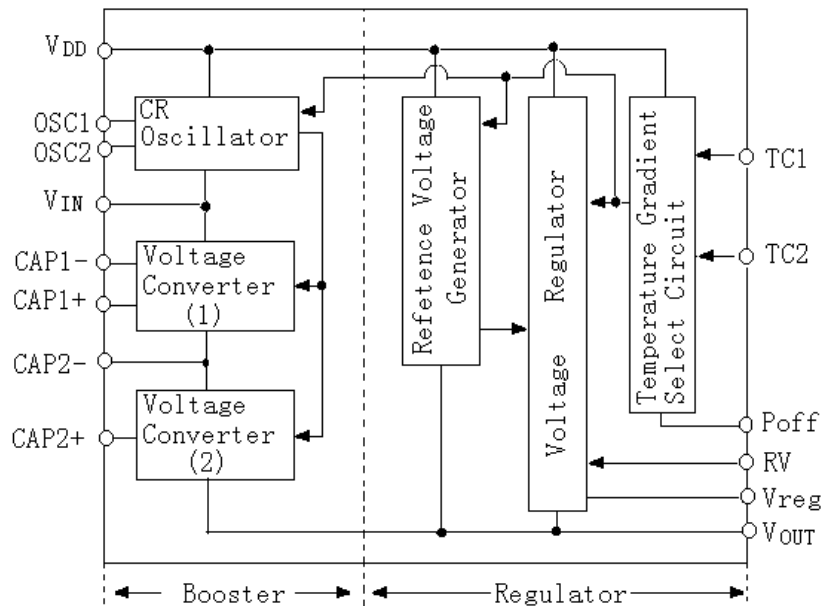 VDD
OSC1
OSC2
VIN
CAP1-
CAP1+
CAP2-
CAP2+
CR
Oscillator
Voltage
Converter
(1)
Voltage
Converter
(2)
Refetence Voltage
Generator
Voltage Regulator
Temperature Gradient
Select Circuit
TC1
TC2
Poff
RV
Vreg
VOUT
Booster
Regulator